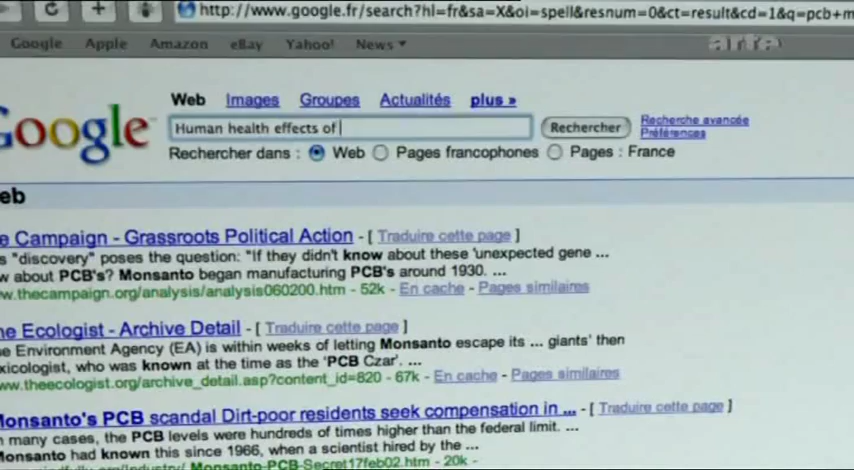 http://www.google.fr/search?hl=fr&sa=X&oi=spell&resnum=0&ct=result&cd=1&q=pcb+m
Google Apple Amazon eBay Yahoo! News
arte
Google
Web Images Groupes Actualités plus »
Human health effects of
Rechercher
Recherche avancée
Préférences
Rechercher dans : Web Pages francophones Pages : France
eb
e Campaign - Grassroots Political Action - [ Traduire cette page ]
s "discovery" poses the question: "If they didn't know about these 'unexpected gene ...
w about PCB's? Monsanto began manufacturing PCB's around 1930. ...
w.thecampaign.org/analysis/analysis060200.htm - 52k - En cache - Pages similaires
ne Ecologist - Archive Detail - [ Traduire cette page ]
e Environment Agency (EA) is within weeks of letting Monsanto escape its ... giants' then
xicologist, who was known at the time as the 'PCB Czar'. ...
ww.theecologist.org/archive_detail.asp?content_id=820 - 67k - En cache - Pages similaires
Monsanto's PCB scandal Dirt-poor residents seek compensation in ... - [ Traduire cette page ]
n many cases, the PCB levels were hundreds of times higher than the federal limit. ...
onsanto had known this since 1966, when a scientist hired by the ...
Monsanto-PCB-Secret17feb02.htm - 20k -